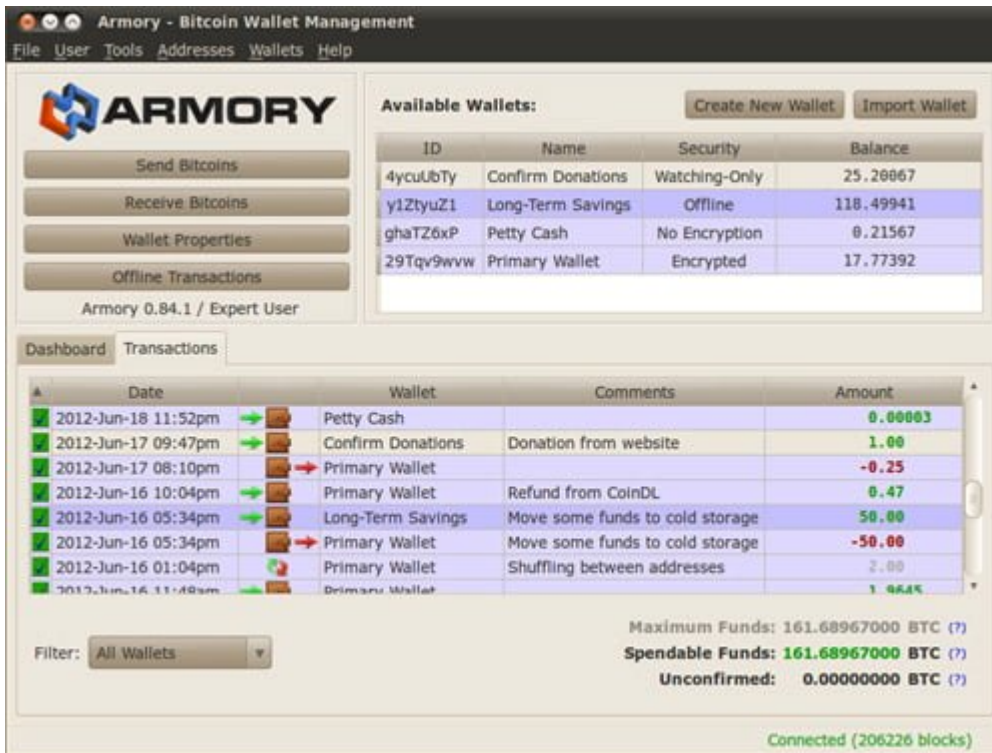 Armory - Bitcoin Wallet Management
File User Tools Addresses Wallets Help
ARMORY
Send Bitcoins
Receive Bitcoins
Wallet Properties
Offline Transactions
Armory 0.84.1 / Expert User
Available Wallets:
Create New Wallet
Import Wallet
ID Name Security Balance
4ycuUbTy Confirm Donations Watching-Only 25.20067
y1ZtyuZ1 Long-Term Savings Offline 118.49941
ghaTZ6xP Petty Cash No Encryption 0.21567
29Tqv9wvw Primary Wallet Encrypted 17.77392
Dashboard Transactions
Date Wallet Comments Amount
2012-Jun-18 11:52pm Petty Cash 0.00003
2012-Jun-17 09:47pm Confirm Donations Donation from website 1.00
2012-Jun-17 08:10pm Primary Wallet -0.25
2012-Jun-16 10:04pm Primary Wallet Refund from CoinDL 0.47
2012-Jun-16 05:34pm Long-Term Savings Move some funds to cold storage 50.00
2012-Jun-16 05:34pm Primary Wallet Move some funds to cold storage -50.00
2012-Jun-16 01:04pm Primary Wallet Shuffling between addresses 2.00
2012-Jun-16 11:48am Primary Wallet 1.9645
Filter: All Wallets
Maximum Funds: 161.68967000 BTC (?)
Spendable Funds: 161.68967000 BTC (?)
Unconfirmed: 0.00000000 BTC (?)
Connected (206226 blocks)